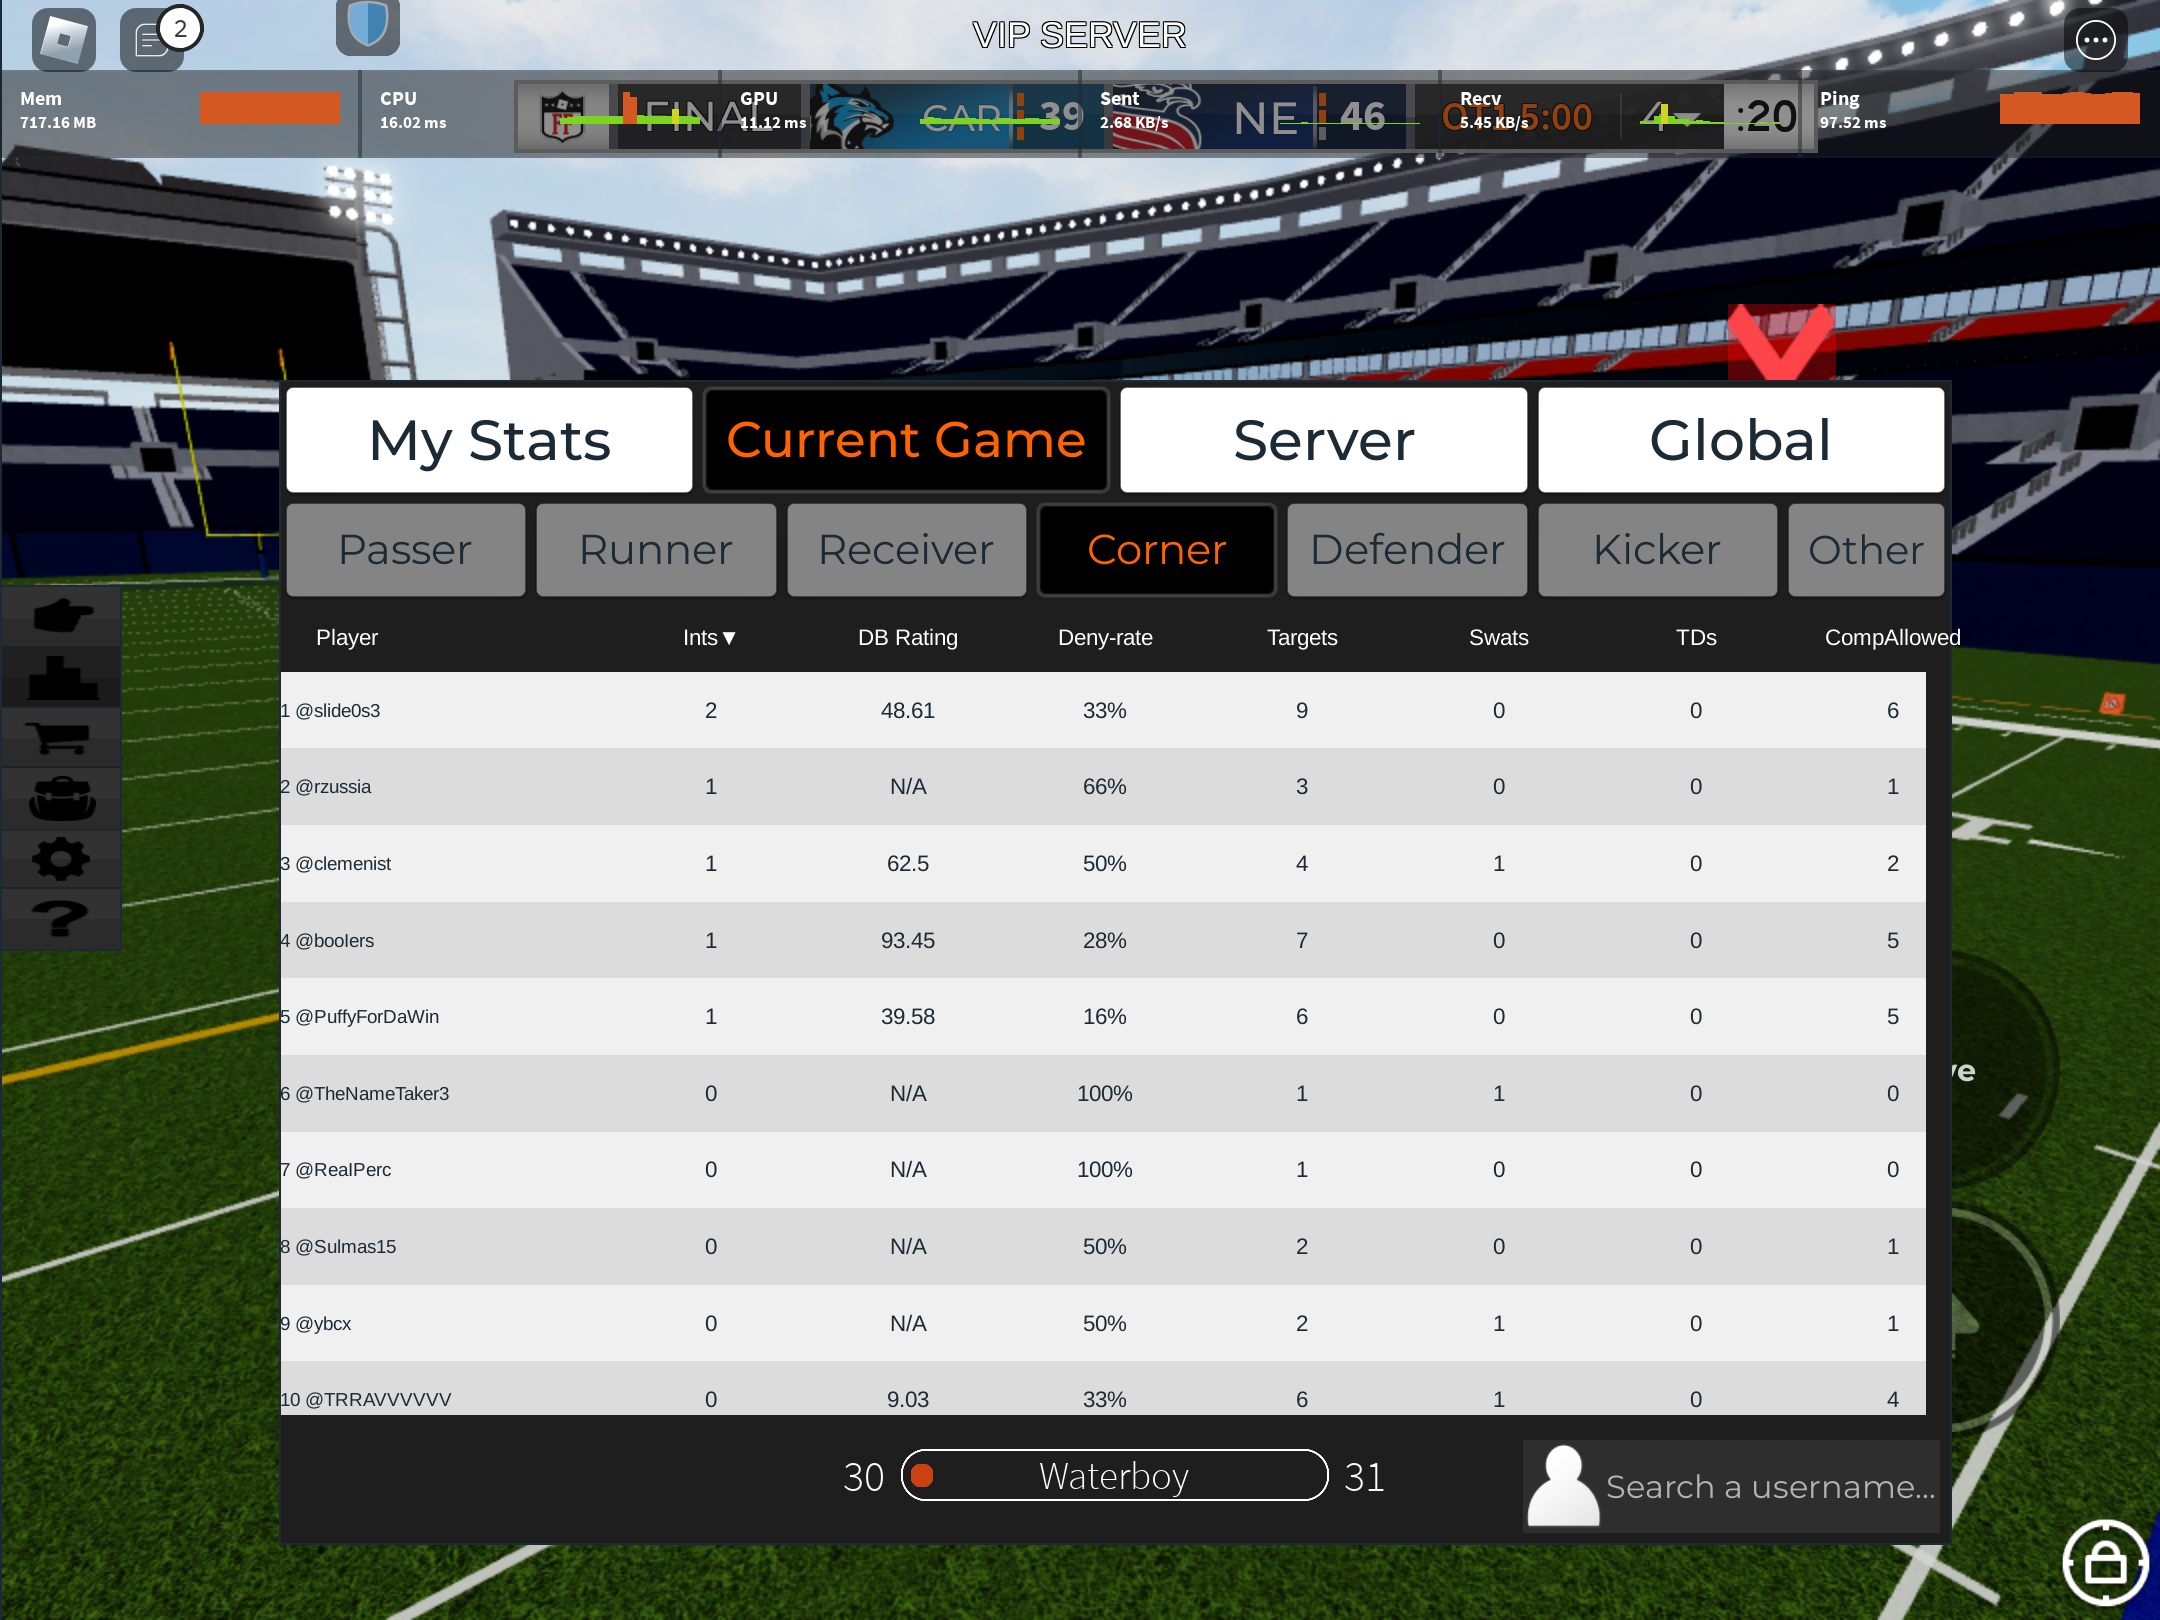 2
VIP SERVER
Mem
717.16 MB
CPU
16.02 ms
GPU
11.12 ms
Sent
2.68 KB/s
Recv
5.45 KB/s
Ping
97.52 ms
FF FINAL CAR 39 NE 46 OT1 5:00 4 :20
My Stats Current Game Server Global
Passer Runner Receiver Corner Defender Kicker Other
Player Ints▼ DB Rating Deny-rate Targets Swats TDs CompAllowed
1 @slide0s3 2 48.61 33% 9 0 0 6
2 @rzussia 1 N/A 66% 3 0 0 1
3 @clemenist 1 62.5 50% 4 1 0 2
4 @boolers 1 93.45 28% 7 0 0 5
5 @PuffyForDaWin 1 39.58 16% 6 0 0 5
6 @TheNameTaker3 0 N/A 100% 1 1 0 0
7 @RealPerc 0 N/A 100% 1 0 0 0
8 @Sulmas15 0 N/A 50% 2 0 0 1
9 @ybcx 0 N/A 50% 2 1 0 1
10 @TRRAVVVVVV 0 9.03 33% 6 1 0 4
30 Waterboy 31
Search a username...